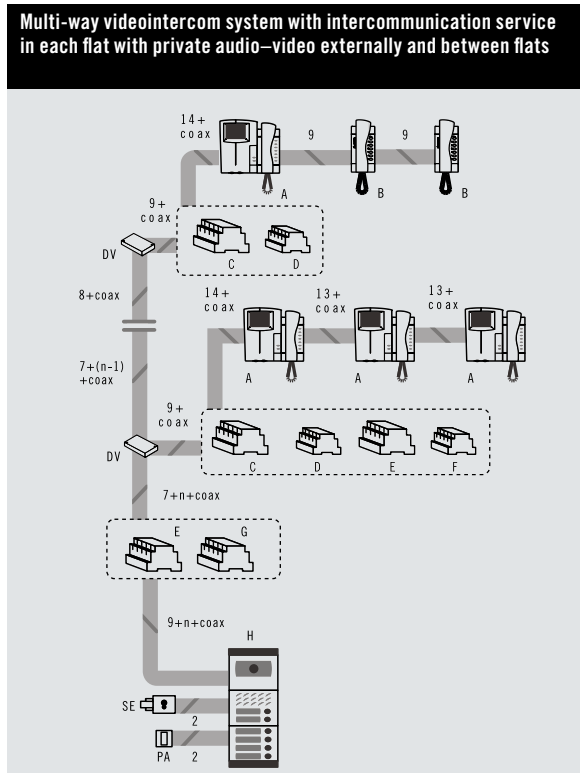 Multi-way videointercom system with intercommunication service
in each flat with private audio–video externally and between flats
14+
coax
9
9
A
B
B
9+
coax
DV
C
D
8+coax
14+
coax
13+
coax
13+
coax
7+(n-1)
+coax
A
A
A
9+
coax
DV
C
D
E
F
7+n+coax
E
G
9+n+coax
H
SE
2
PA
2